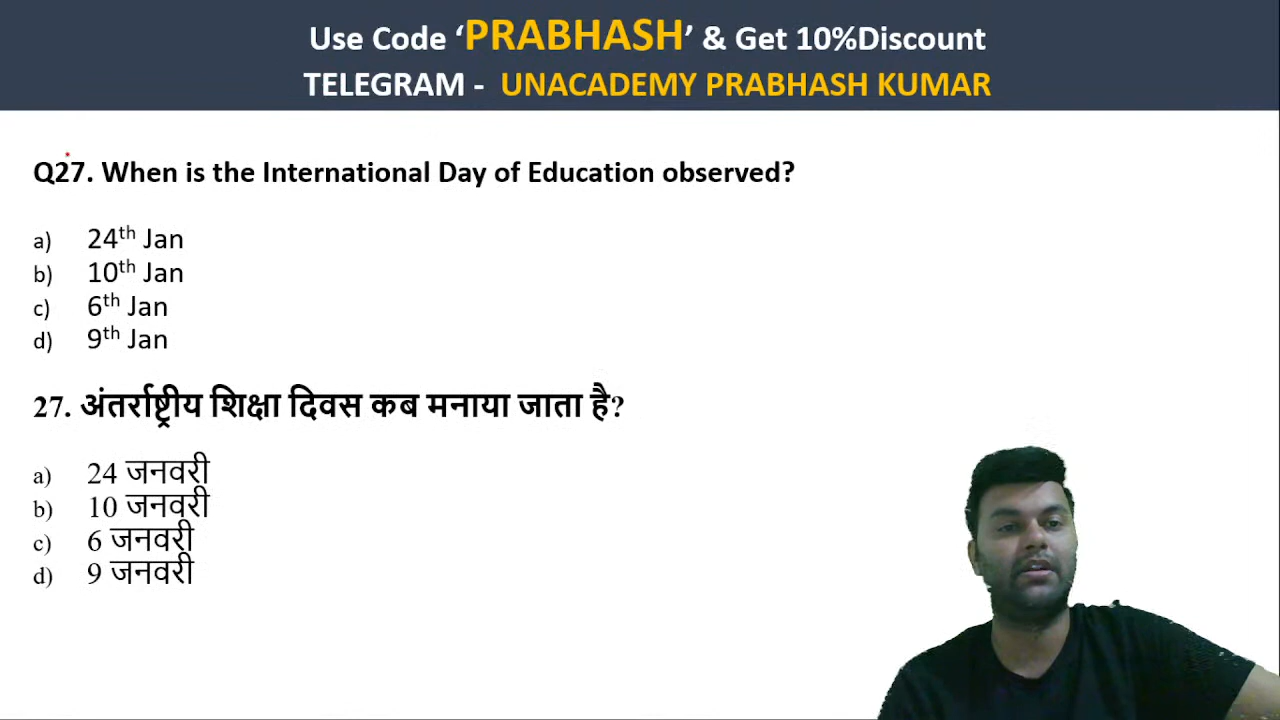 Use Code ‘PRABHASH’ & Get 10%Discount
TELEGRAM - UNACADEMY PRABHASH KUMAR
Q27. When is the International Day of Education observed?
a) 24th Jan
b) 10th Jan
c) 6th Jan
d) 9th Jan
27. अंतर्राष्ट्रीय शिक्षा दिवस कब मनाया जाता है?
a) 24 जनवरी
b) 10 जनवरी
c) 6 जनवरी
d) 9 जनवरी